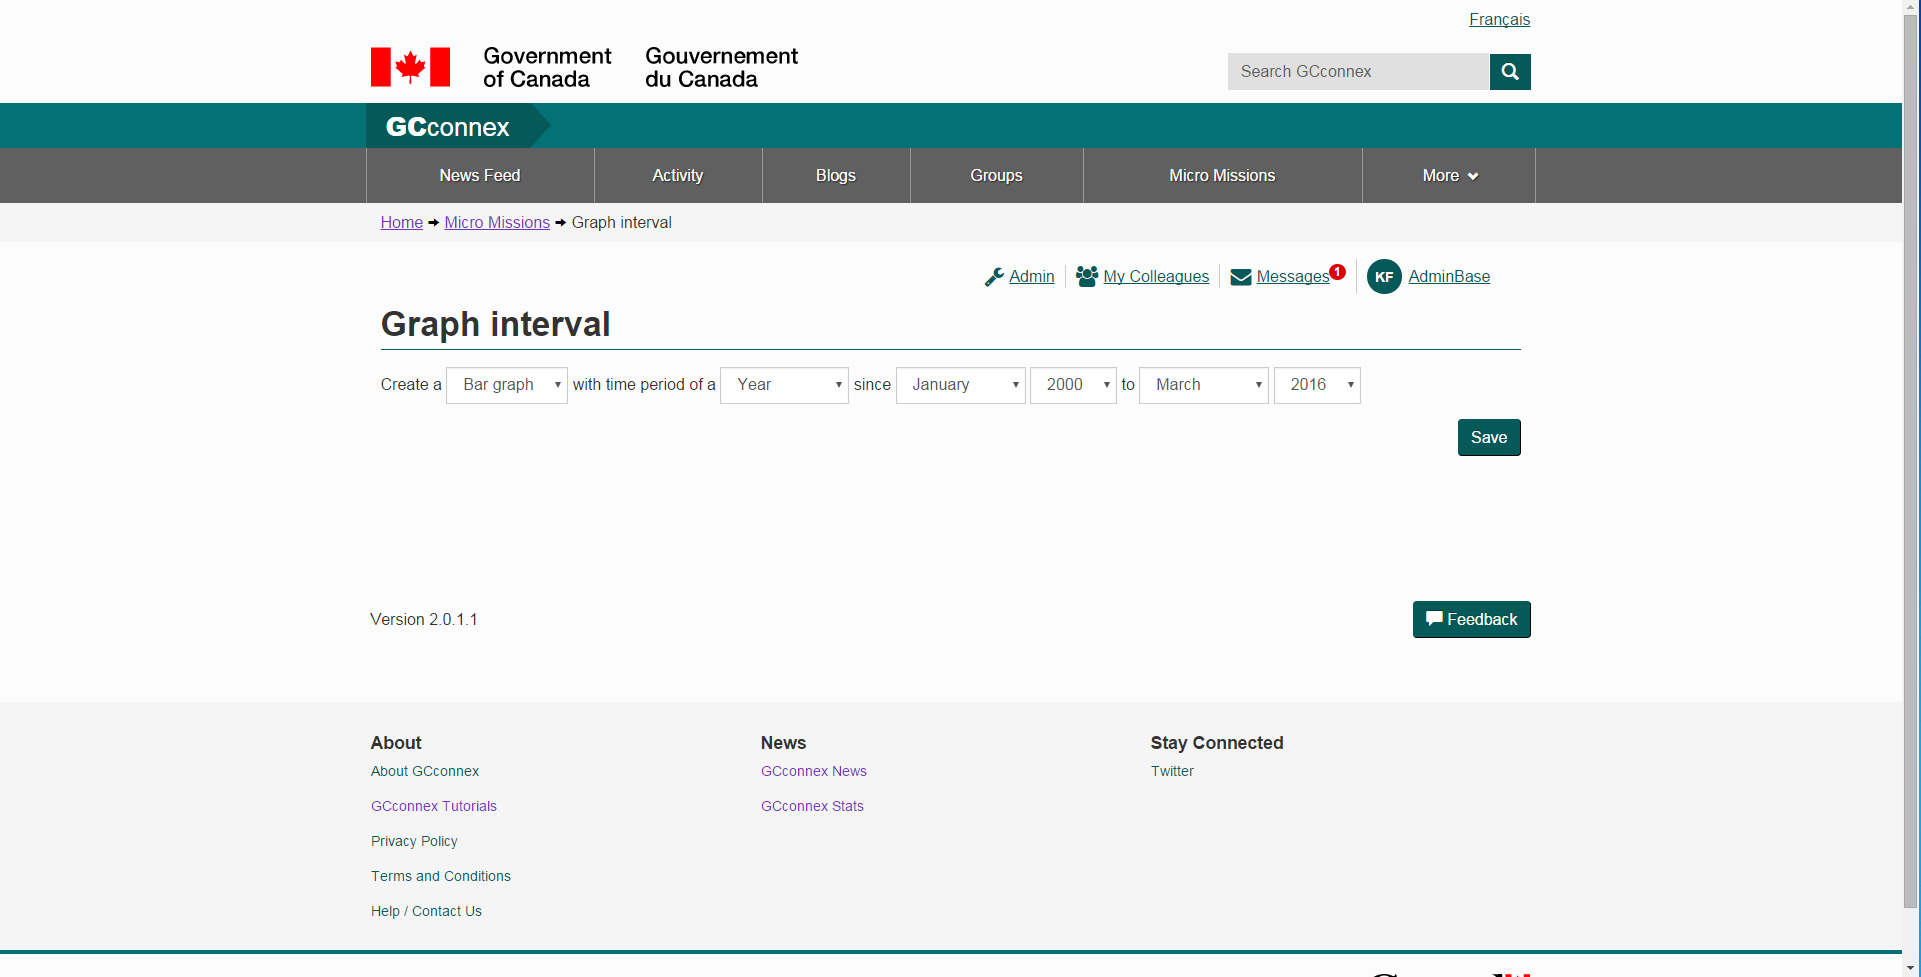 Français
Government of Canada
Gouvernement du Canada
Search GCconnex
GCconnex
News Feed Activity Blogs Groups Micro Missions More
Home Micro Missions Graph interval
Admin My Colleagues Messages 1 KF AdminBase
Graph interval
Create a Bar graph with time period of a Year since January 2000 to March 2016
Save
Version 2.0.1.1
Feedback
About
About GCconnex
GCconnex Tutorials
Privacy Policy
Terms and Conditions
Help / Contact Us
News
GCconnex News
GCconnex Stats
Stay Connected
Twitter